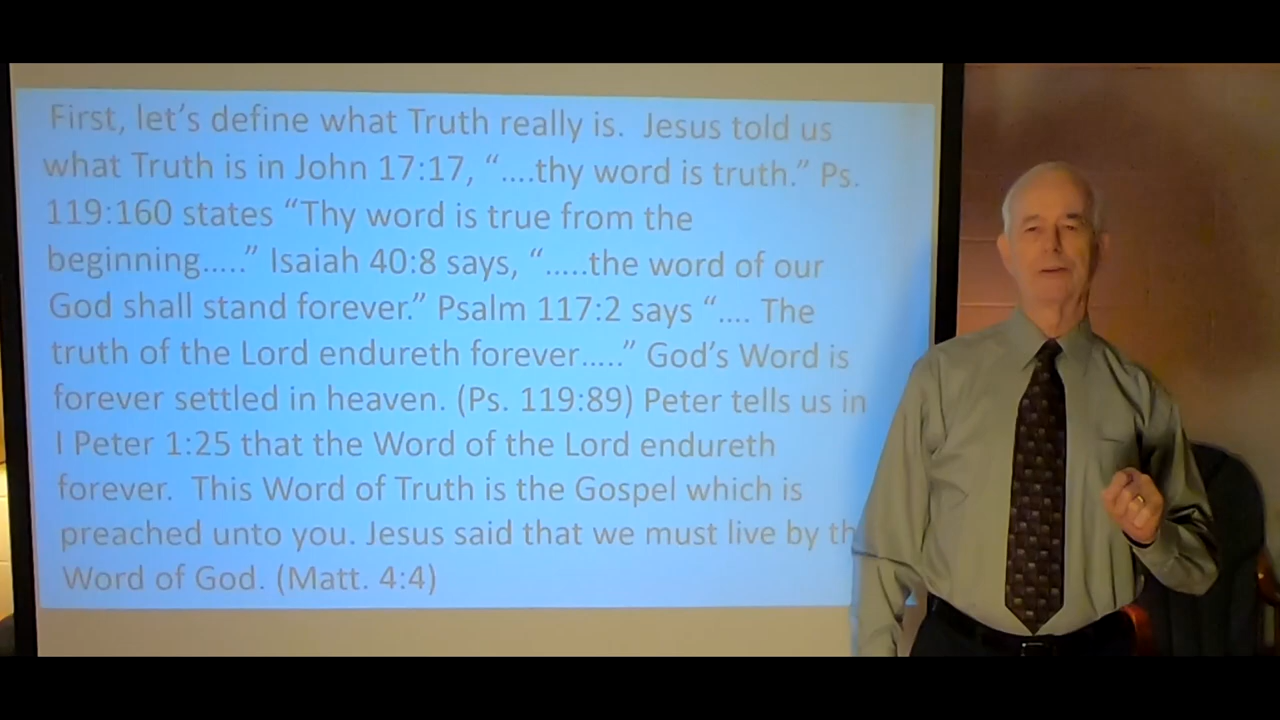 First, let's define what Truth really is.  Jesus told us
what Truth is in John 17:17, “....thy word is truth.” Ps.
119:160 states “Thy word is true from the
beginning.....” Isaiah 40:8 says, “.....the word of our
God shall stand forever.” Psalm 117:2 says “.... The
truth of the Lord endureth forever.....” God's Word is
forever settled in heaven. (Ps. 119:89) Peter tells us in
I Peter 1:25 that the Word of the Lord endureth
forever.  This Word of Truth is the Gospel which is
preached unto you. Jesus said that we must live by th
Word of God. (Matt. 4:4)